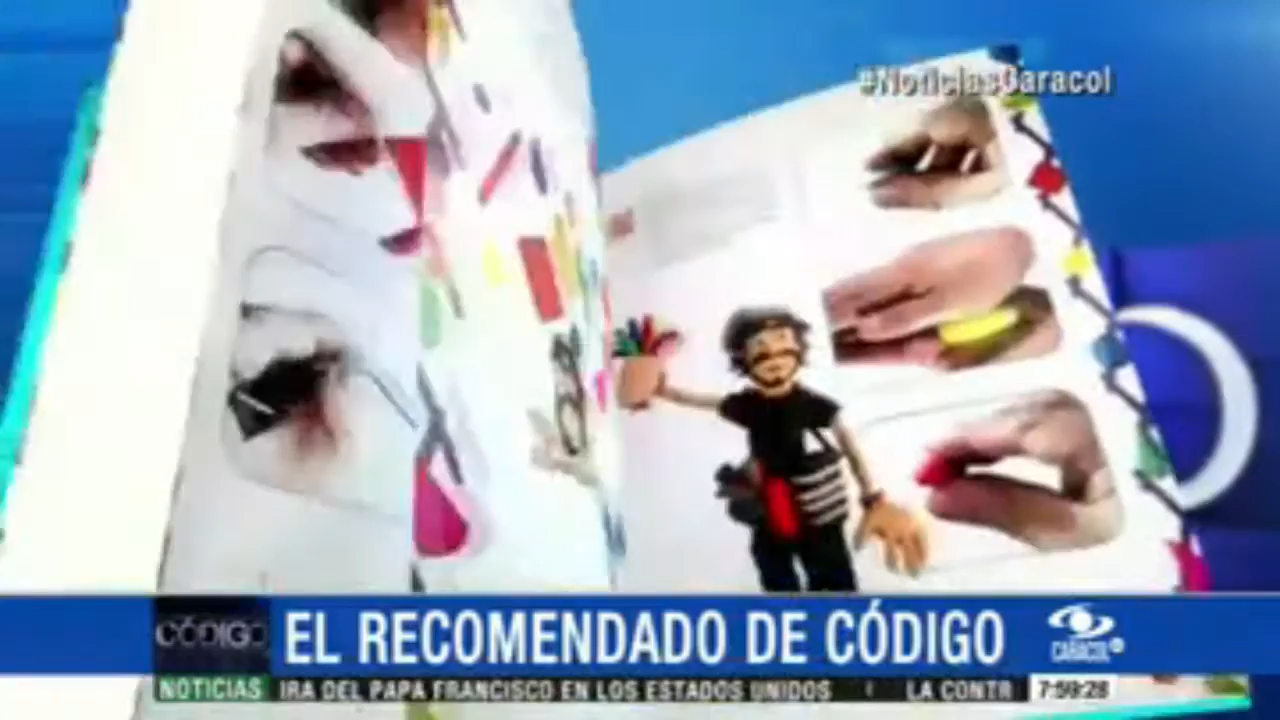 #NoticiasCaracol
CÓDIGO
EL RECOMENDADO DE CÓDIGO
CARACOL
NOTICIAS
IRA DEL PAPA FRANCISCO EN LOS ESTADOS UNIDOS
LA CONTR
7:59:28